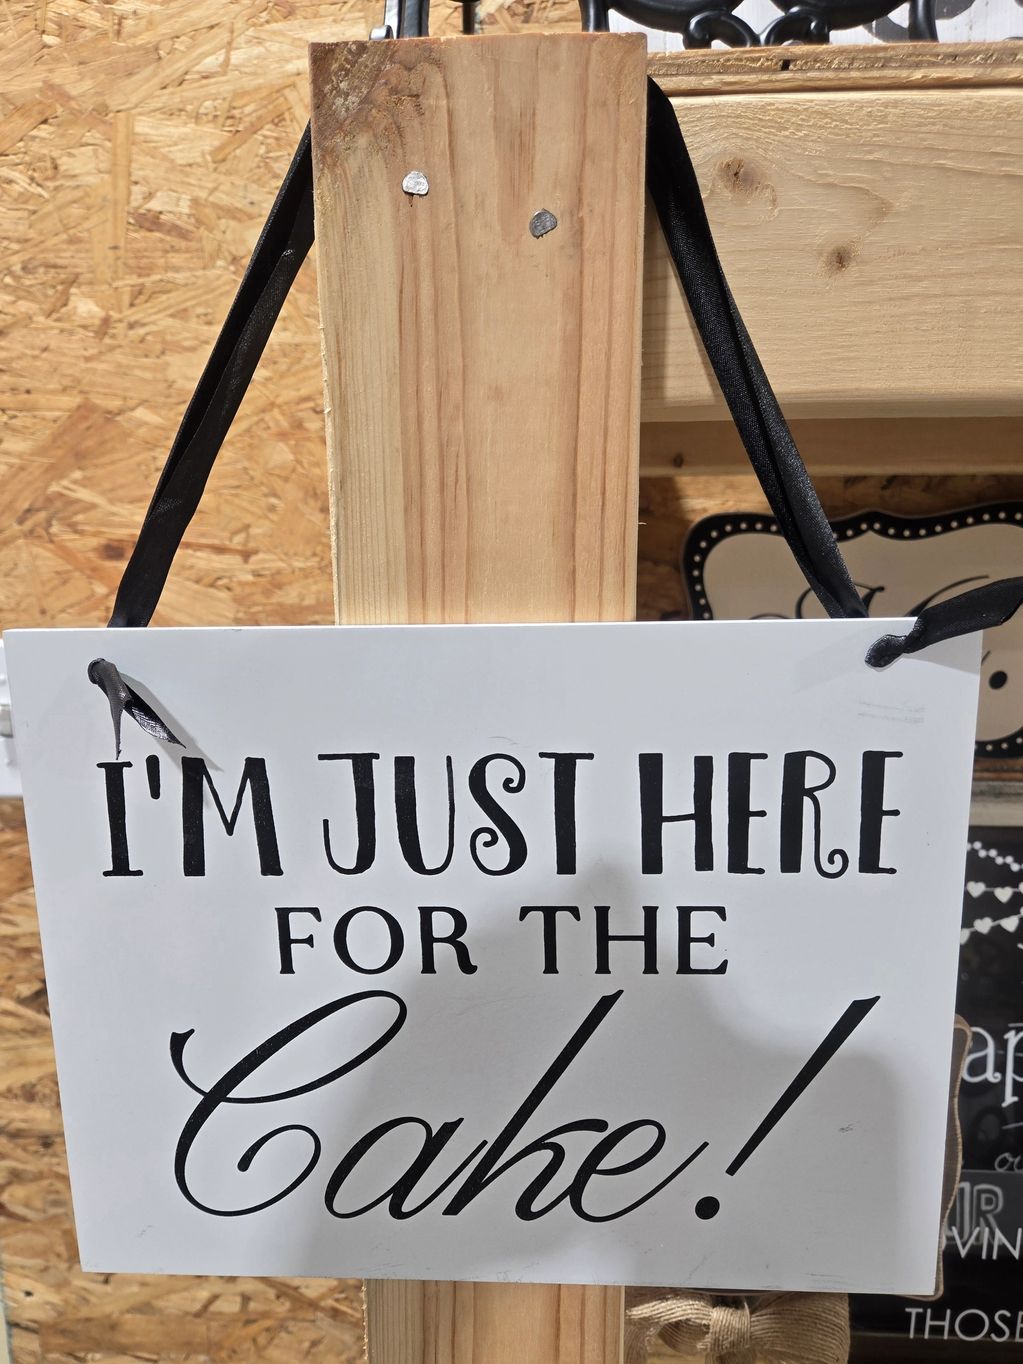 I'M JUST HERE
FOR THE
Cake!
THOSE